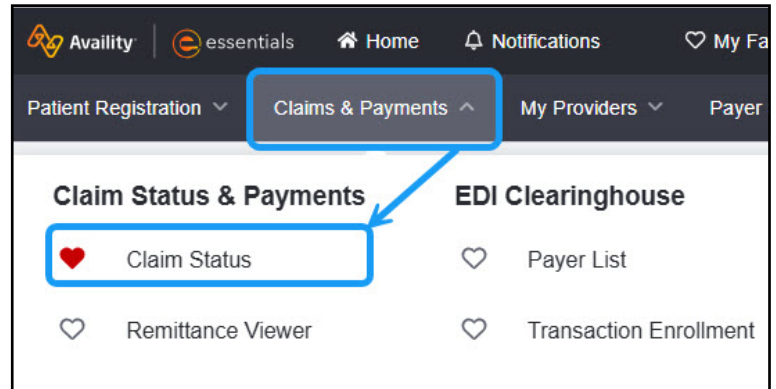 Availity essentials Home Notifications My Fa
Patient Registration Claims & Payments My Providers Payer
Claim Status & Payments EDI Clearinghouse
Claim Status Payer List
Remittance Viewer Transaction Enrollment